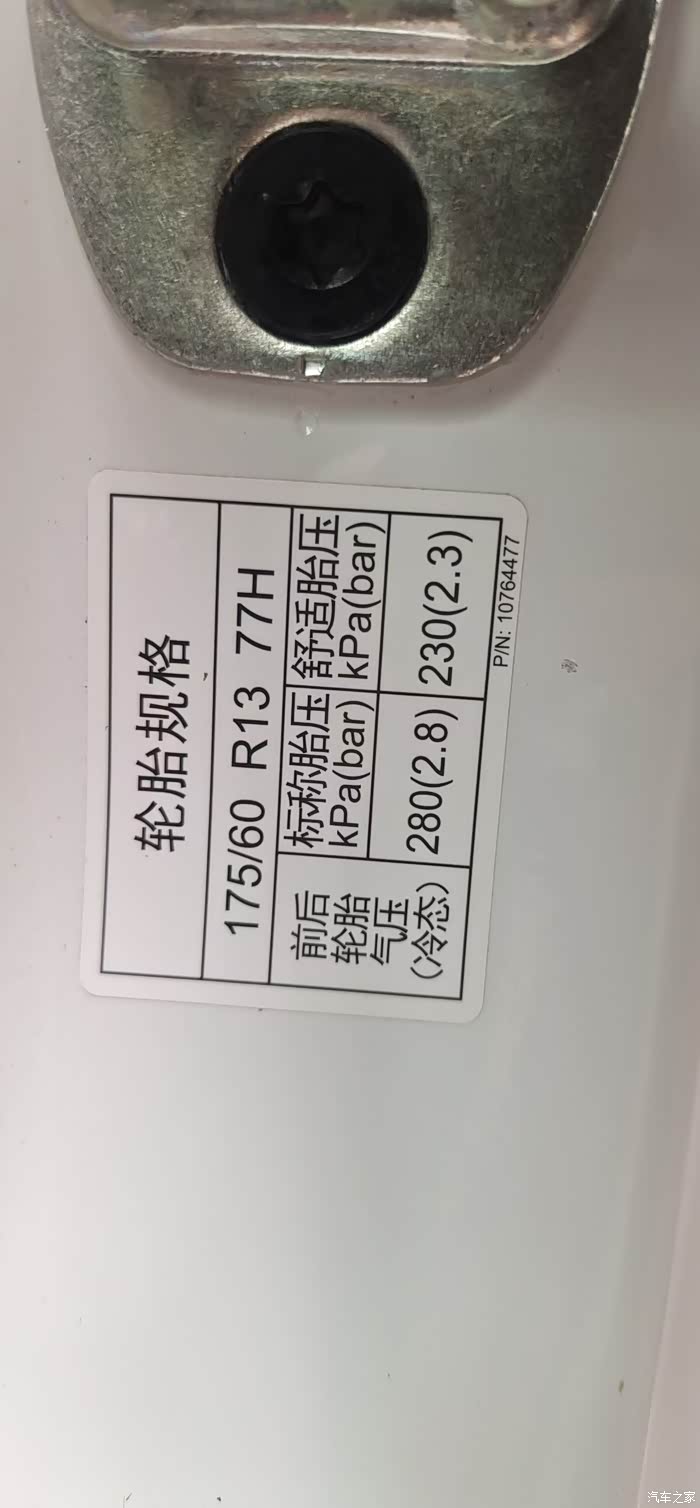 轮胎规格
175/60 R13 77H
前后
轮胎
气压
（冷态）
标称胎压
kPa(bar)
舒适胎压
kPa(bar)
280(2.8)
230(2.3)
P/N: 10764477
汽车之家